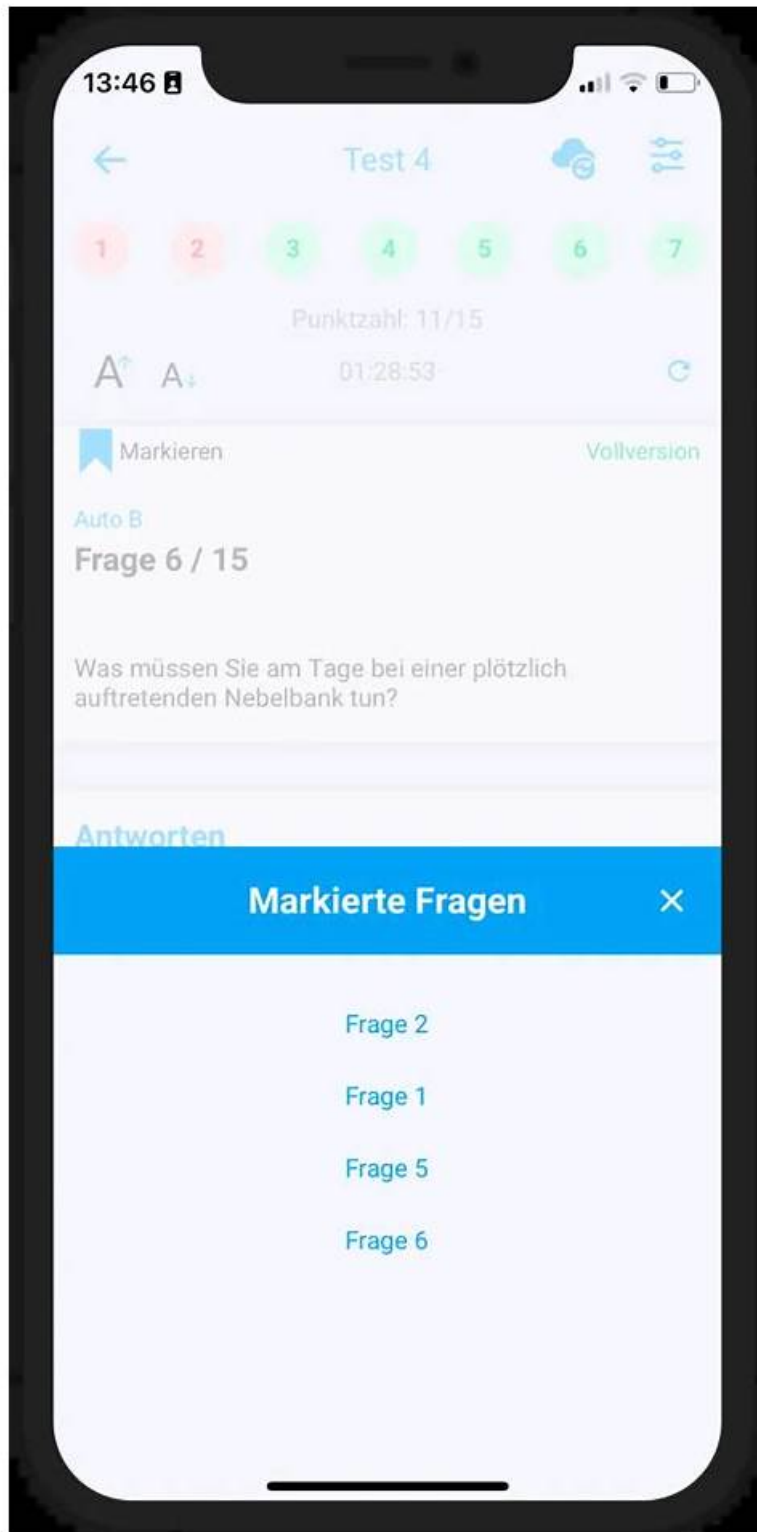 13:46
Test 4
1 2 3 4 5 6 7
Punktzahl: 11/15
A A 01:28:53
Markieren Vollversion
Auto B
Frage 6 / 15
Was müssen Sie am Tage bei einer plötzlich
auftretenden Nebelbank tun?
Antworten
Markierte Fragen
Frage 2
Frage 1
Frage 5
Frage 6